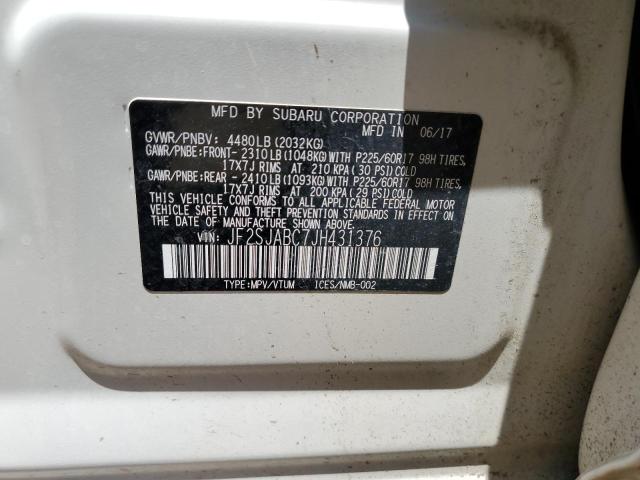 MFD BY SUBARU CORPORATION
GVWR/PNBV: 4480LB (2032KG) MFD IN 06/17
GAWR/PNBE:FRONT-2310LB(1048KG)WITH P225/60R17 98H TIRES,
17X7J RIMS AT 210 KPA(30 PSI)COLD
GAWR/PNBE:REAR -2410LB(1093KG)WITH P225/60R17 98H TIRES,
17X7J RIMS AT 200 KPA(29 PSI)COLD
THIS VEHICLE CONFORMS TO ALL APPLICABLE FEDERAL MOTOR
VEHICLE SAFETY AND THEFT PREVENTION STANDARDS IN EFFECT ON
THE DATE OF MANUFACTURE SHOWN ABOVE.
VIN: JF2SJABC7JH431376
TYPE:MPV/VTUM ICES/NMB-002